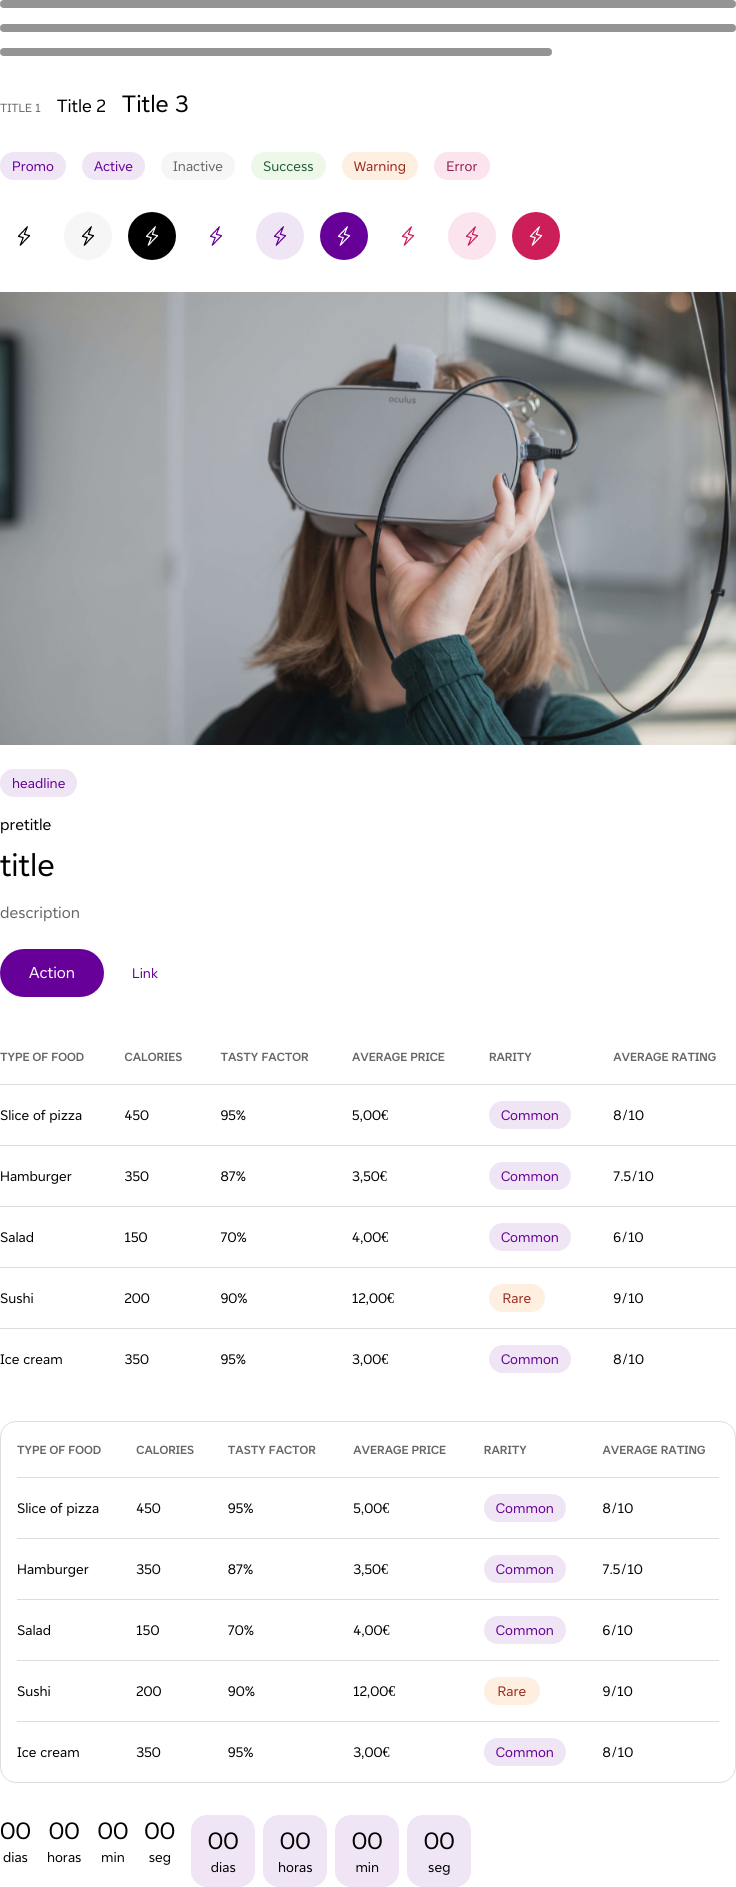 TITLE 1 Title 2 Title 3
Promo Active Inactive Success Warning Error
oculus
headline
pretitle
title
description
Action Link
TYPE OF FOOD CALORIES TASTY FACTOR AVERAGE PRICE RARITY AVERAGE RATING
Slice of pizza 450 95% 5,00€ Common 8/10
Hamburger 350 87% 3,50€ Common 7.5/10
Salad 150 70% 4,00€ Common 6/10
Sushi 200 90% 12,00€ Rare 9/10
Ice cream 350 95% 3,00€ Common 8/10
TYPE OF FOOD CALORIES TASTY FACTOR AVERAGE PRICE RARITY AVERAGE RATING
Slice of pizza 450 95% 5,00€ Common 8/10
Hamburger 350 87% 3,50€ Common 7.5/10
Salad 150 70% 4,00€ Common 6/10
Sushi 200 90% 12,00€ Rare 9/10
Ice cream 350 95% 3,00€ Common 8/10
00 00 00 00 00 00 00 00
dias horas min seg dias horas min seg